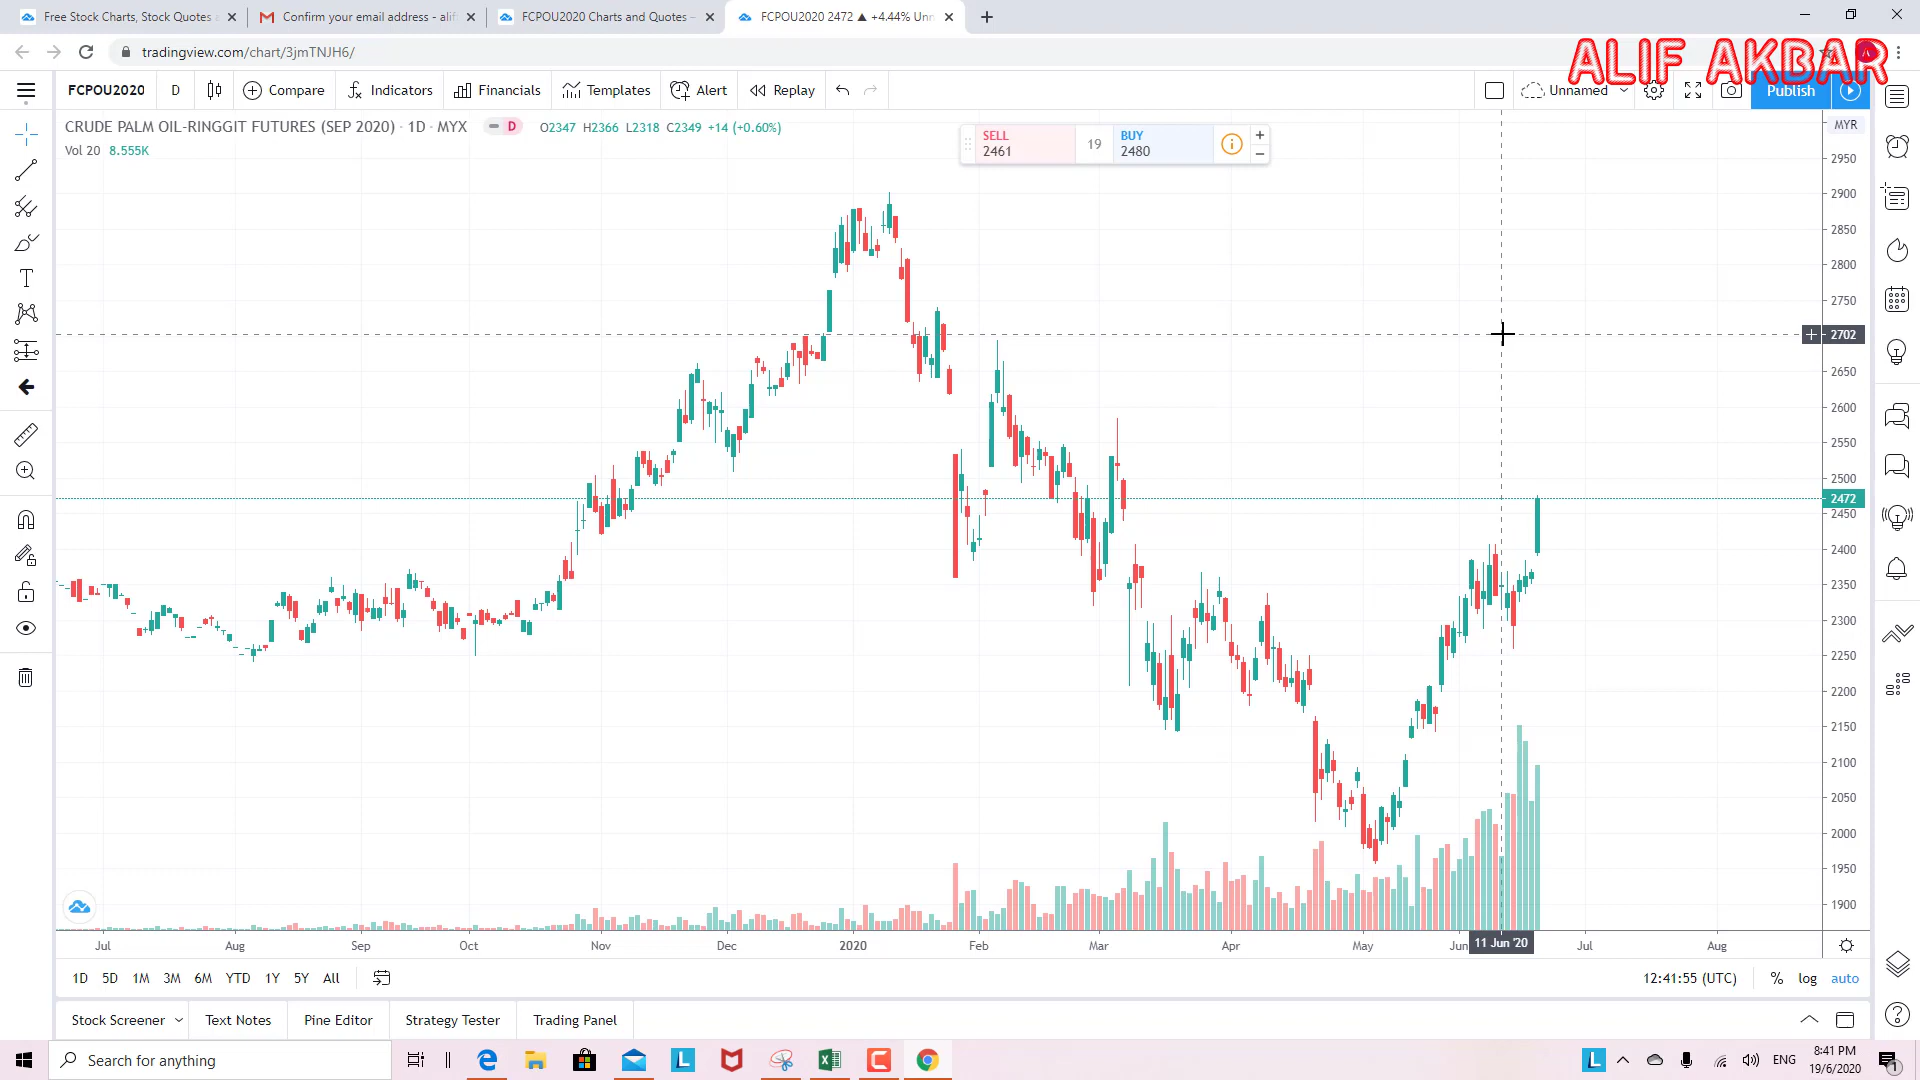 Free Stock Charts, Stock Quotes
Confirm your email address - alif
FCPOU2020 Charts and Quotes –
FCPOU2020 2472 ▲ +4.44% Unn
tradingview.com/chart/3jmTNJH6/
ALIF AKBAR
FCPOU2020
D
Compare
Indicators
Financials
Templates
Alert
Replay
Unnamed
Publish
CRUDE PALM OIL-RINGGIT FUTURES (SEP 2020) · 1D · MYX
D
O2347 H2366 L2318 C2349 +14 (+0.60%)
Vol 20 8.555K
SELL
2461
19
BUY
2480
MYR
2950
2900
2850
2800
2750
2702
2650
2600
2550
2500
2472
2450
2400
2350
2300
2250
2200
2150
2100
2050
2000
1950
1900
Jul
Aug
Sep
Oct
Nov
Dec
2020
Feb
Mar
Apr
May
Jun
11 Jun '20
Jul
Aug
1D 5D 1M 3M 6M YTD 1Y 5Y All
12:41:55 (UTC)
% log auto
Stock Screener
Text Notes
Pine Editor
Strategy Tester
Trading Panel
Search for anything
ENG
8:41 PM
19/6/2020
1